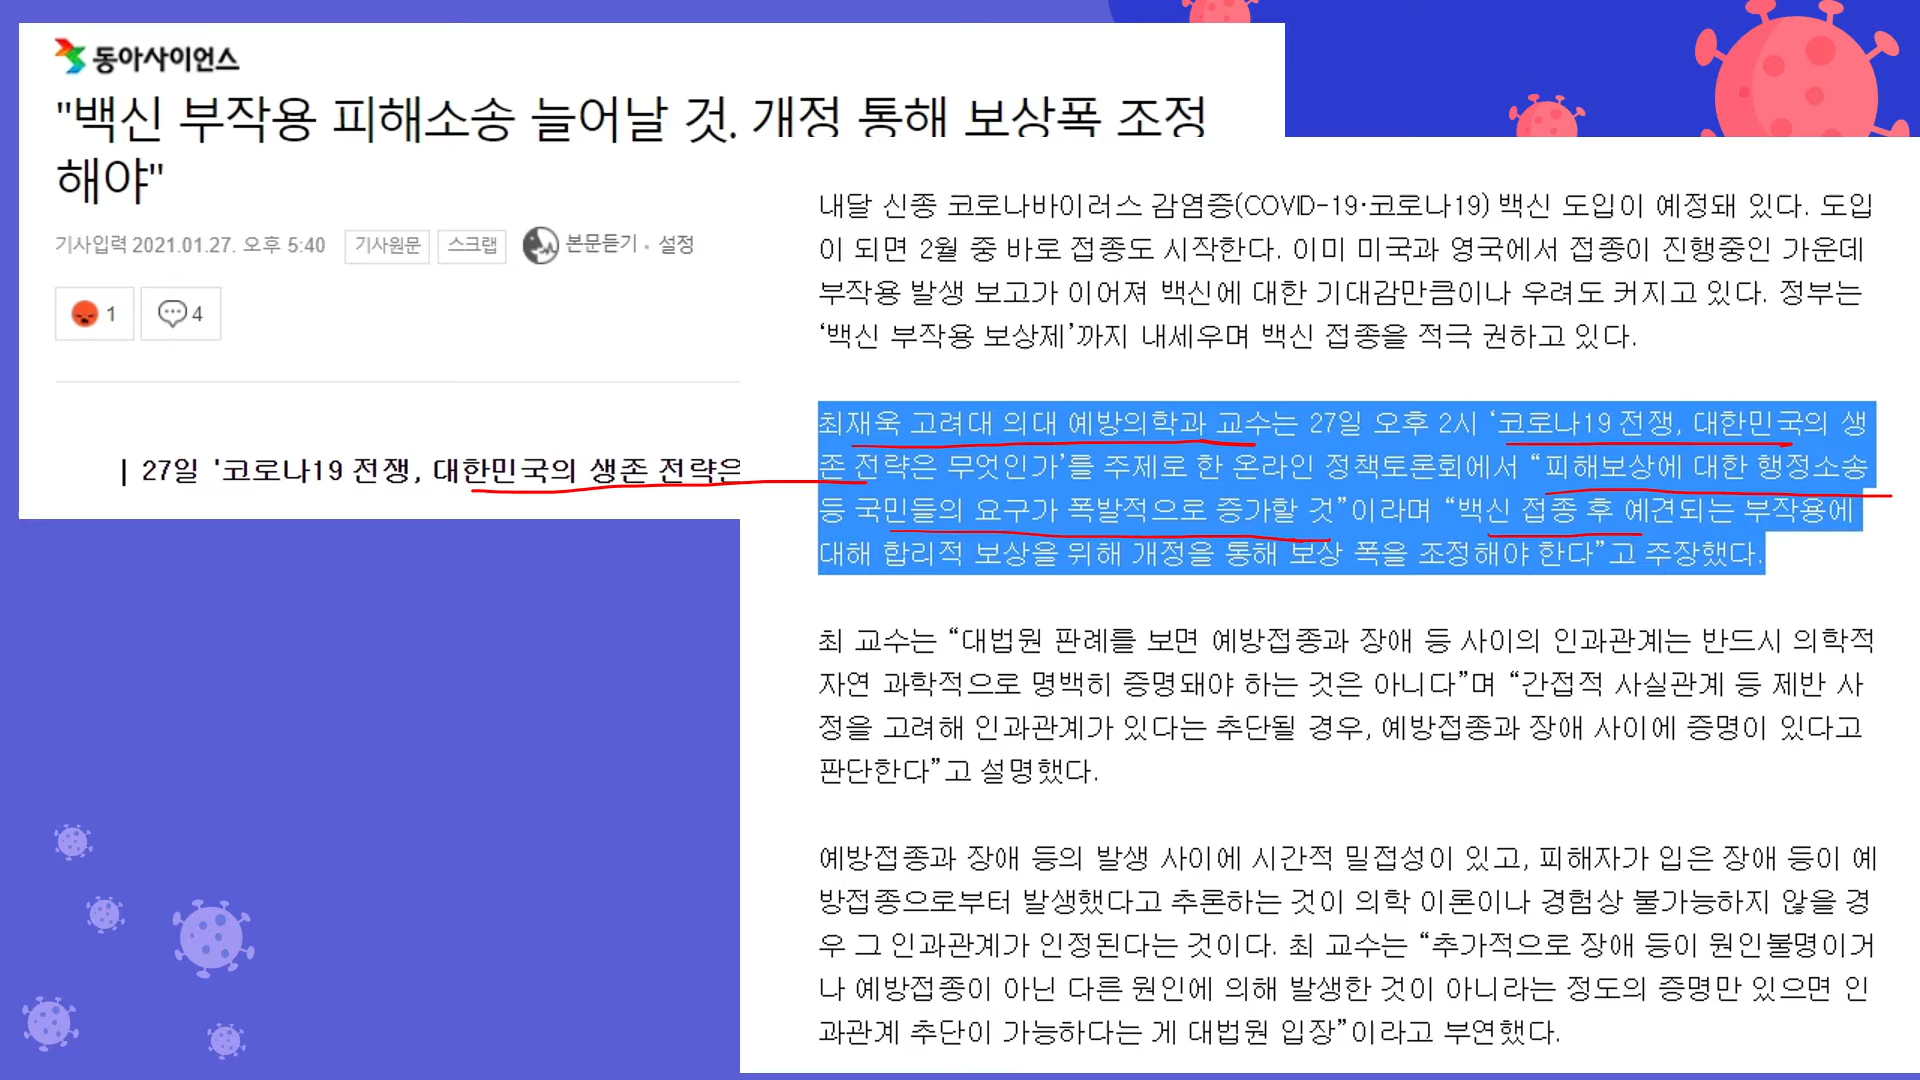 동아사이언스
"백신 부작용 피해소송 늘어날 것. 개정 통해 보상폭 조정
해야"
기사입력 2021.01.27. 오후 5:40 기사원문 스크랩 본문듣기 · 설정
1 4
| 27일 '코로나19 전쟁, 대한민국의 생존 전략은
내달 신종 코로나바이러스 감염증(COVID-19·코로나19) 백신 도입이 예정돼 있다. 도입
이 되면 2월 중 바로 접종도 시작한다. 이미 미국과 영국에서 접종이 진행중인 가운데
부작용 발생 보고가 이어져 백신에 대한 기대감만큼이나 우려도 커지고 있다. 정부는
‘백신 부작용 보상제’까지 내세우며 백신 접종을 적극 권하고 있다.
최재욱 고려대 의대 예방의학과 교수는 27일 오후 2시 ‘코로나19 전쟁, 대한민국의 생
존 전략은 무엇인가’를 주제로 한 온라인 정책토론회에서 “피해보상에 대한 행정소송
등 국민들의 요구가 폭발적으로 증가할 것”이라며 “백신 접종 후 예견되는 부작용에
대해 합리적 보상을 위해 개정을 통해 보상 폭을 조정해야 한다”고 주장했다.
최 교수는 “대법원 판례를 보면 예방접종과 장애 등 사이의 인과관계는 반드시 의학적
자연 과학적으로 명백히 증명돼야 하는 것은 아니다”며 “간접적 사실관계 등 제반 사
정을 고려해 인과관계가 있다는 추단될 경우, 예방접종과 장애 사이에 증명이 있다고
판단한다”고 설명했다.
예방접종과 장애 등의 발생 사이에 시간적 밀접성이 있고, 피해자가 입은 장애 등이 예
방접종으로부터 발생했다고 추론하는 것이 의학 이론이나 경험상 불가능하지 않을 경
우 그 인과관계가 인정된다는 것이다. 최 교수는 “추가적으로 장애 등이 원인불명이거
나 예방접종이 아닌 다른 원인에 의해 발생한 것이 아니라는 정도의 증명만 있으면 인
과관계 추단이 가능하다는 게 대법원 입장”이라고 부연했다.